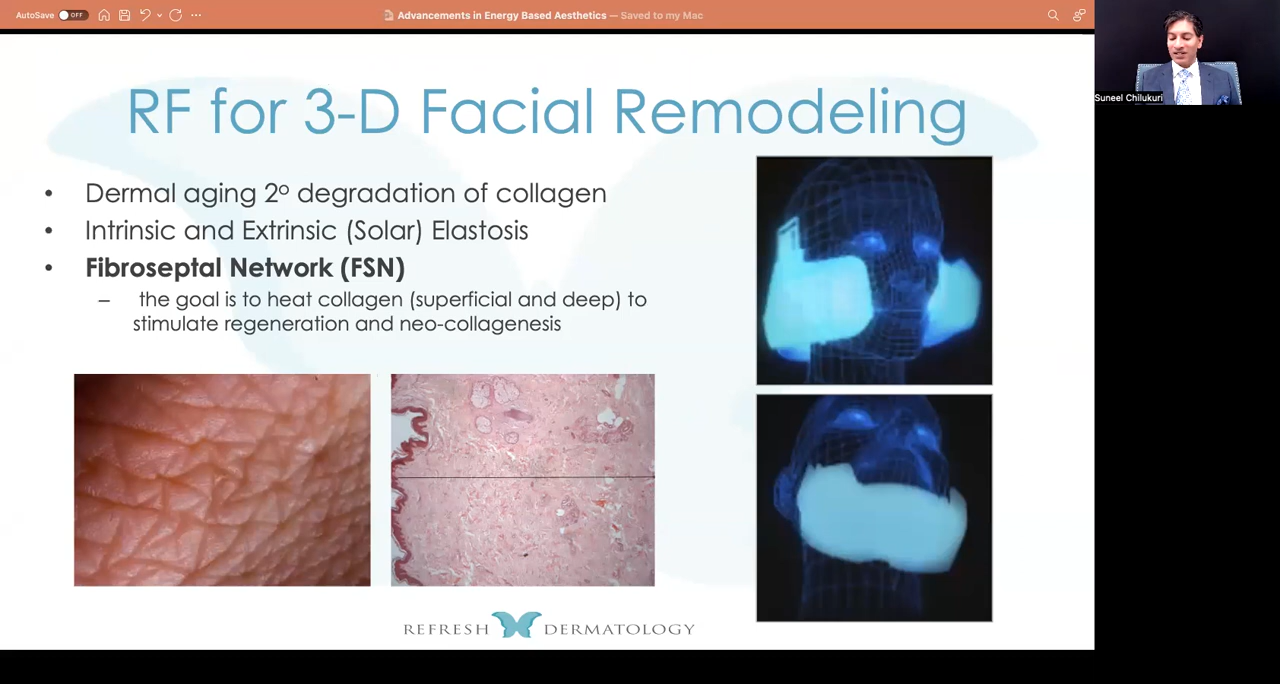 AutoSave OFF
Advancements in Energy Based Aesthetics — Saved to my Mac
Suneel Chilukuri
RF for 3-D Facial Remodeling
• Dermal aging 2º degradation of collagen
• Intrinsic and Extrinsic (Solar) Elastosis
• Fibroseptal Network (FSN)
– the goal is to heat collagen (superficial and deep) to
stimulate regeneration and neo-collagenesis
REFRESH DERMATOLOGY